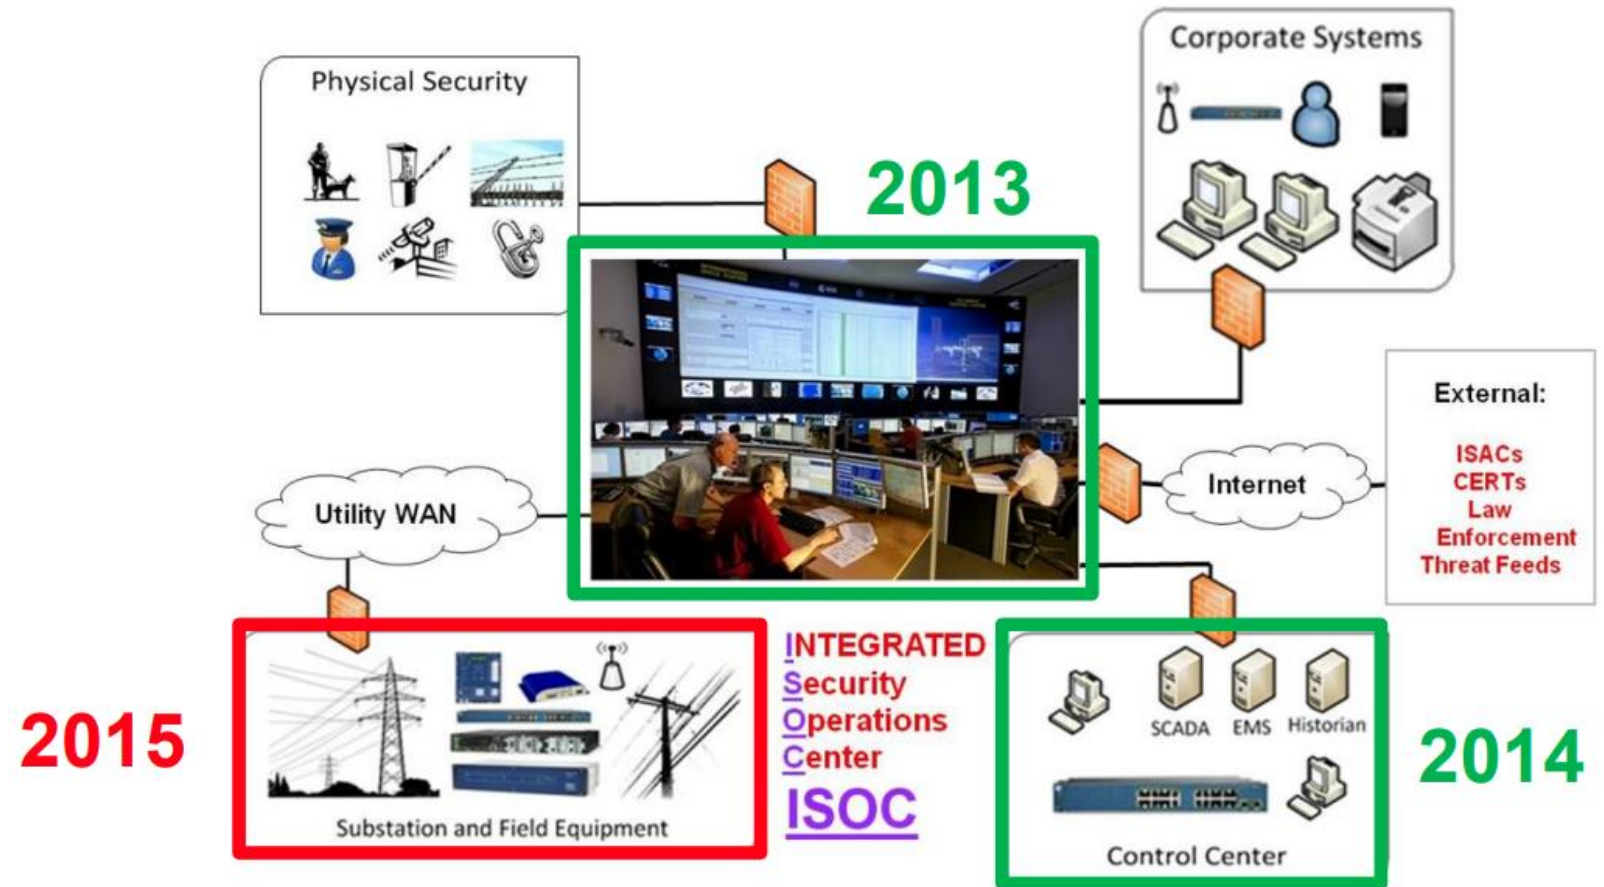 Physical Security
Corporate Systems
2013
External:
ISACs
CERTs
Law
Enforcement
Threat Feeds
Internet
Utility WAN
2015
Substation and Field Equipment
INTEGRATED
Security
Operations
Center
ISOC
SCADA
EMS
Historian
Control Center
2014